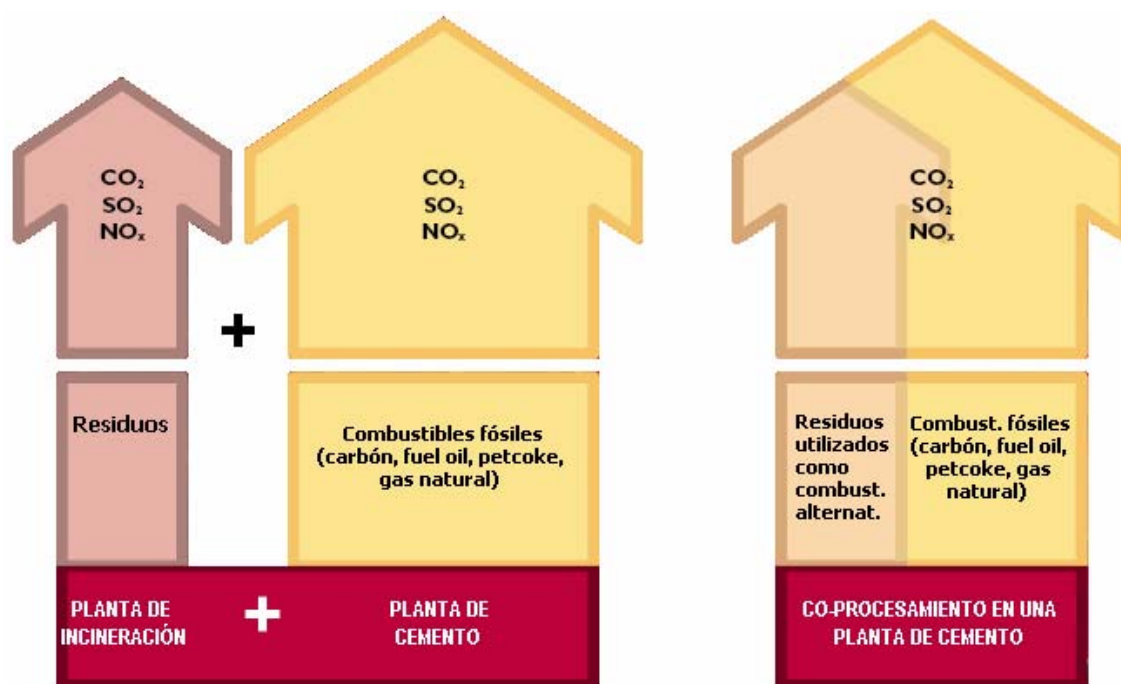 CO₂
SO₂
NOₓ
CO₂
SO₂
NOₓ
CO₂
SO₂
NOₓ
+
Residuos
Combustibles fósiles
(carbón, fuel oil, petcoke,
gas natural)
Residuos
utilizados
como
combust.
alternat.
Combust. fósiles
(carbón, fuel oil,
petcoke, gas
natural)
PLANTA DE
INCINERACIÓN
+
PLANTA DE
CEMENTO
CO-PROCESAMIENTO EN UNA
PLANTA DE CEMENTO